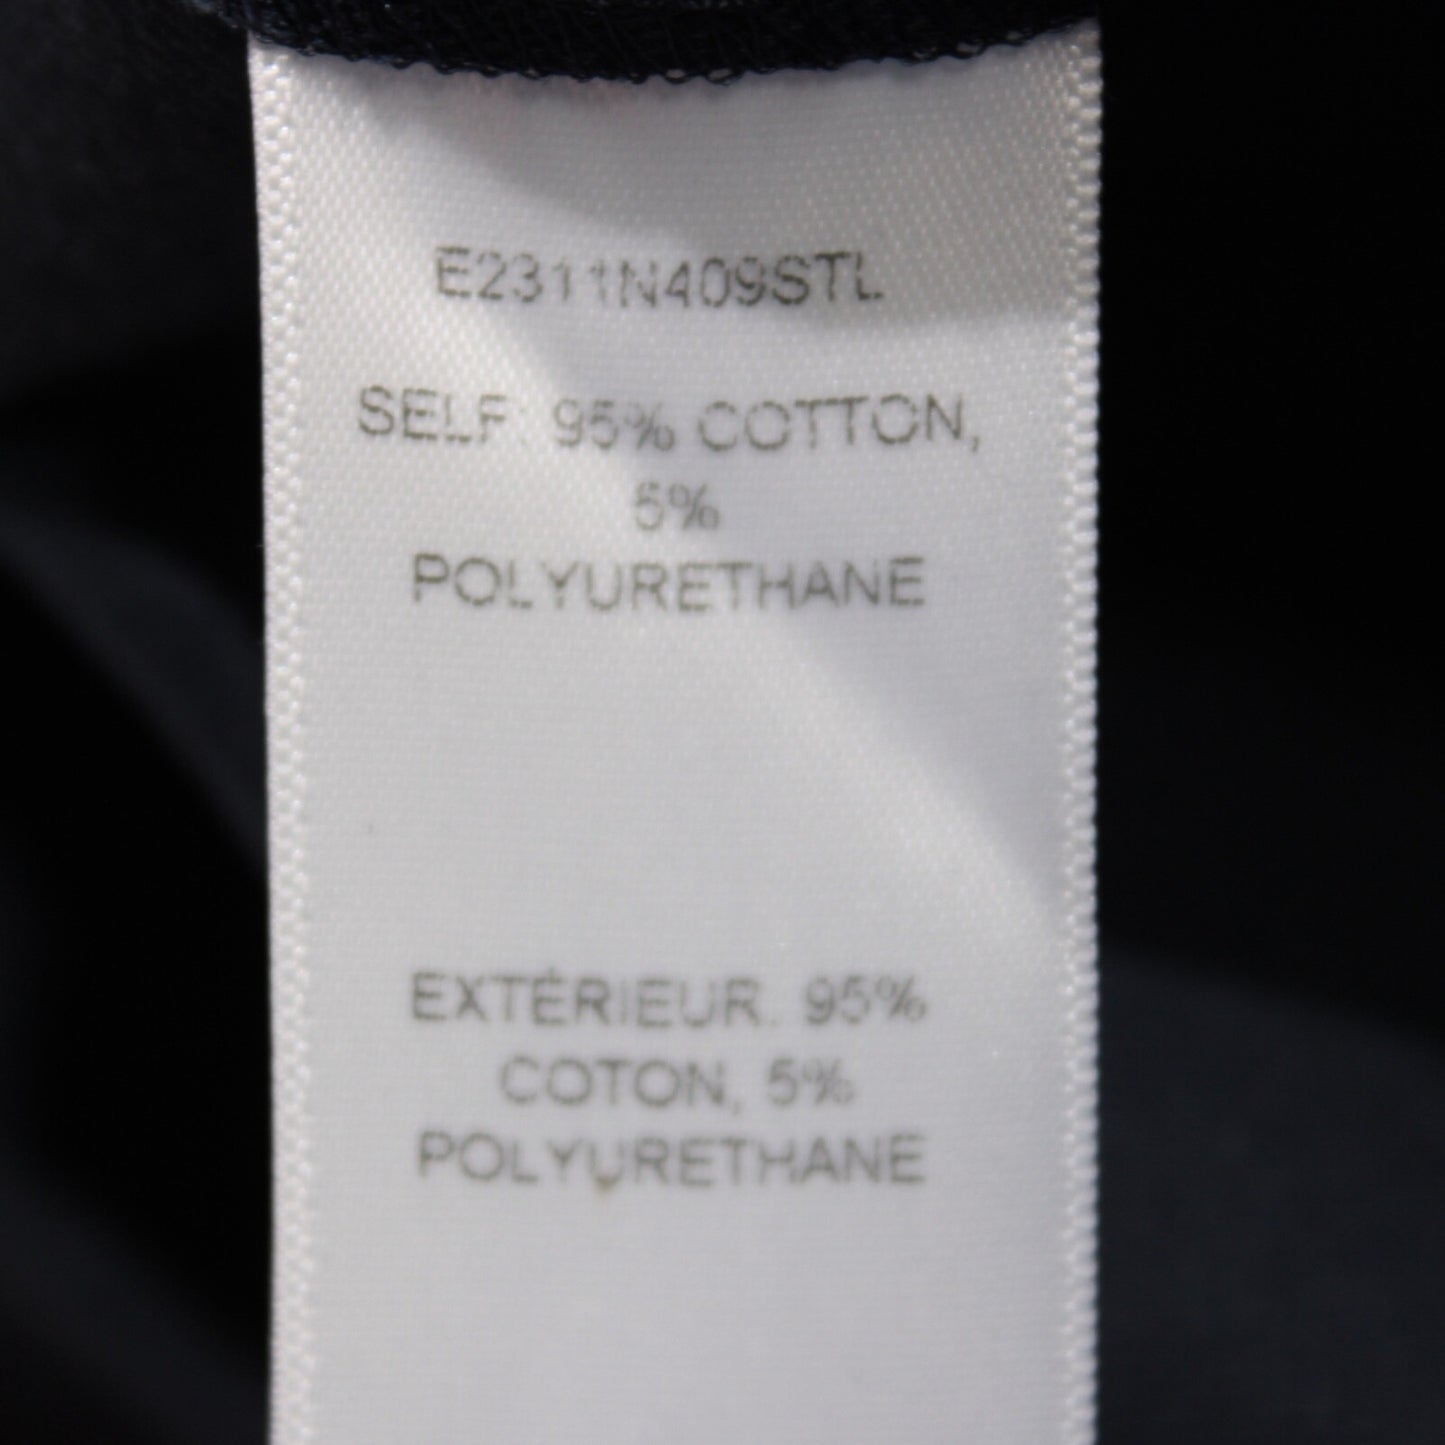 E2311N409STL
SELF: 95% COTTON,
5%
POLYURETHANE
EXTÉRIEUR: 95%
COTON, 5%
POLYURETHANE